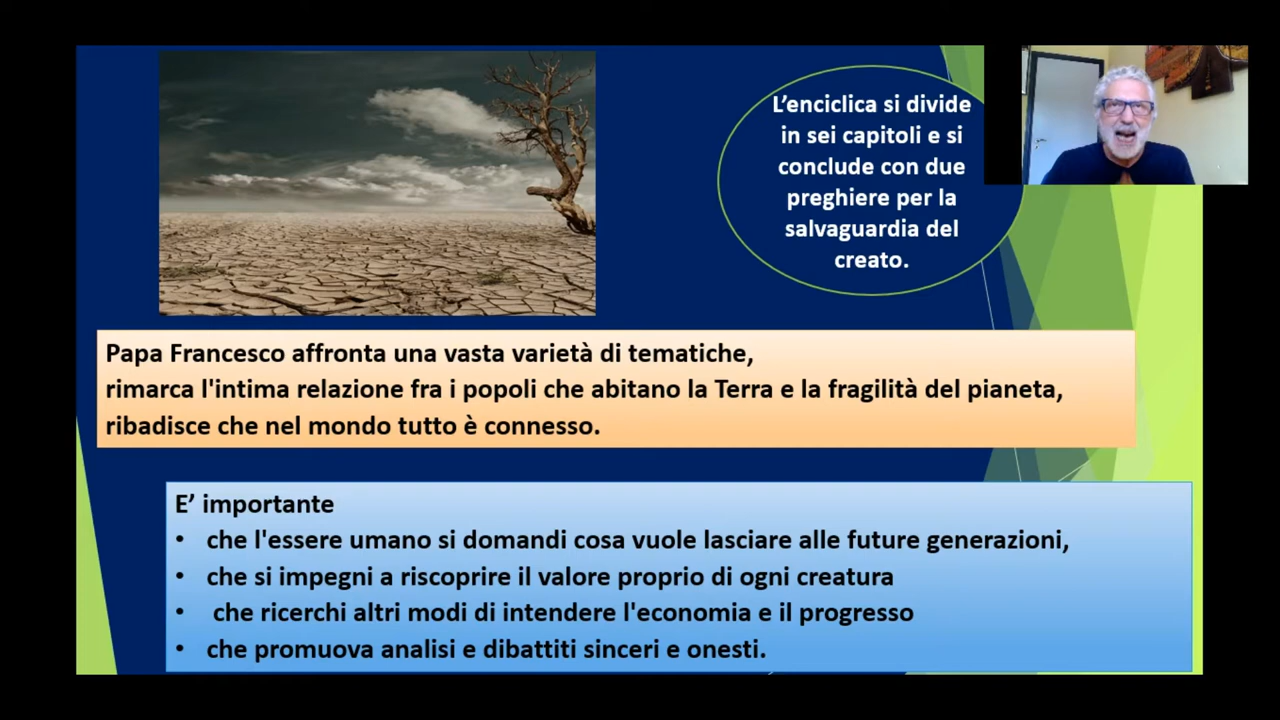 L'enciclica si divide
in sei capitoli e si
conclude con due
preghiere per la
salvaguardia del
creato.
Papa Francesco affronta una vasta varietà di tematiche,
rimarca l'intima relazione fra i popoli che abitano la Terra e la fragilità del pianeta,
ribadisce che nel mondo tutto è connesso.
E' importante
• che l'essere umano si domandi cosa vuole lasciare alle future generazioni,
• che si impegni a riscoprire il valore proprio di ogni creatura
• che ricerchi altri modi di intendere l'economia e il progresso
• che promuova analisi e dibattiti sinceri e onesti.